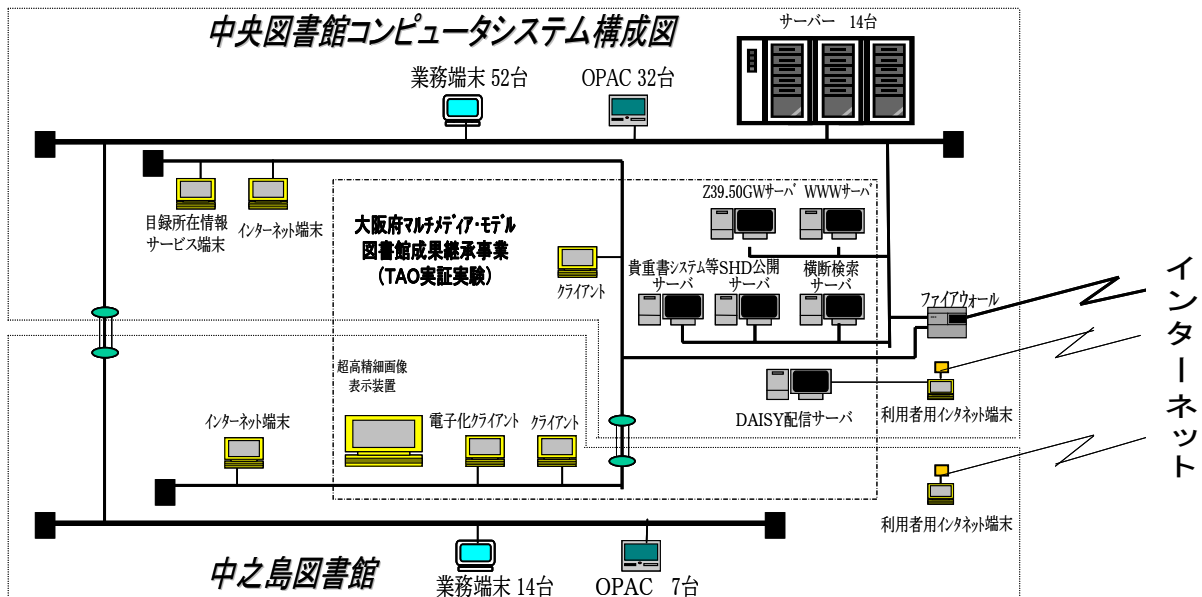 中央図書館コンピュータシステム構成図
サーバー 14台
業務端末 52台
OPAC 32台
目録所在情報
サービス端末
インターネット端末
大阪府マルチメディア・モデル
図書館成果継承事業
(TAO実証実験)
クライアント
Z39.50GWサーバ
WWWサーバ
貴重書システム等
サーバ
SHD公開
サーバ
横断検索
サーバ
ファイアウォール
インターネット
超高精細画像
表示装置
DAISY配信サーバ
利用者用インタネット端末
インターネット端末
電子化クライアント
クライアント
利用者用インタネット端末
中之島図書館
業務端末 14台
OPAC 7台